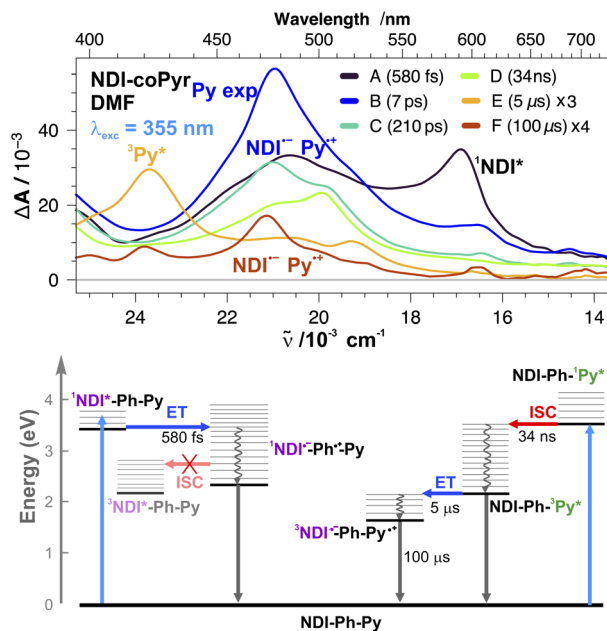 Wavelength /nm
400 450 500 550 600 650 700
NDI-coPyr
DMF
λexc = 355 nm
Py exp
A (580 fs)
B (7 ps)
C (210 ps)
D (34ns)
E (5 µs) x3
F (100 µs) x4
³Py*
NDI•− Py•+
¹NDI*
NDI•− Py•+
ΔA / 10⁻³
40
20
0
24 22 20 18 16 14
ṽ /10⁻³ cm⁻¹
Energy (eV)
4
3
2
1
0
¹NDI*-Ph-Py
ET
580 fs
¹NDI•−-Ph•+-Py
ISC
³NDI*-Ph-Py
NDI-Ph-¹Py*
ISC
34 ns
NDI-Ph-³Py*
ET
5 µs
³NDI•−-Ph-Py•+
100 µs
NDI-Ph-Py